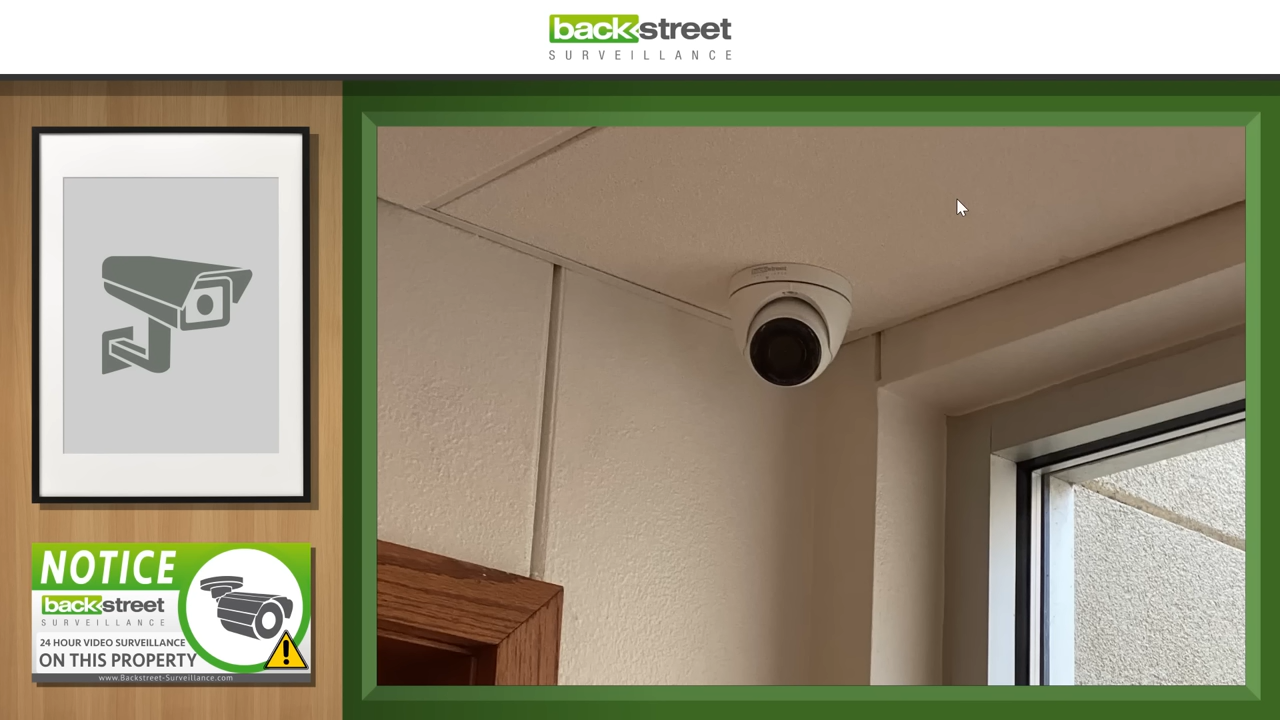 backstreet
SURVEILLANCE
NOTICE
backstreet
SURVEILLANCE
24 HOUR VIDEO SURVEILLANCE
ON THIS PROPERTY
www.Backstreet-Surveillance.com